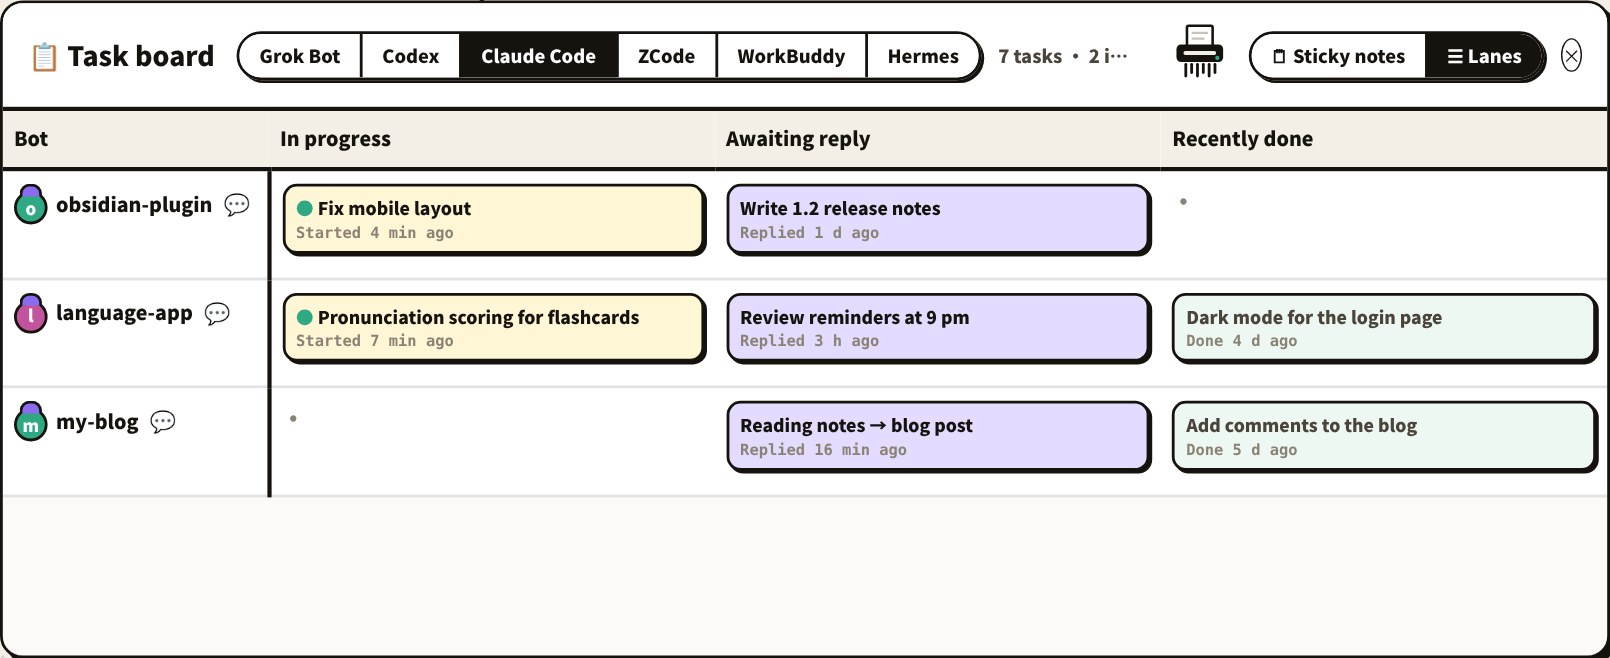 Task board
Grok Bot
Codex
Claude Code
ZCode
WorkBuddy
Hermes
7 tasks • 2 i…
Sticky notes
Lanes
Bot
In progress
Awaiting reply
Recently done
o
obsidian-plugin
Fix mobile layout
Started 4 min ago
Write 1.2 release notes
Replied 1 d ago
•
l
language-app
Pronunciation scoring for flashcards
Started 7 min ago
Review reminders at 9 pm
Replied 3 h ago
Dark mode for the login page
Done 4 d ago
m
my-blog
•
Reading notes → blog post
Replied 16 min ago
Add comments to the blog
Done 5 d ago